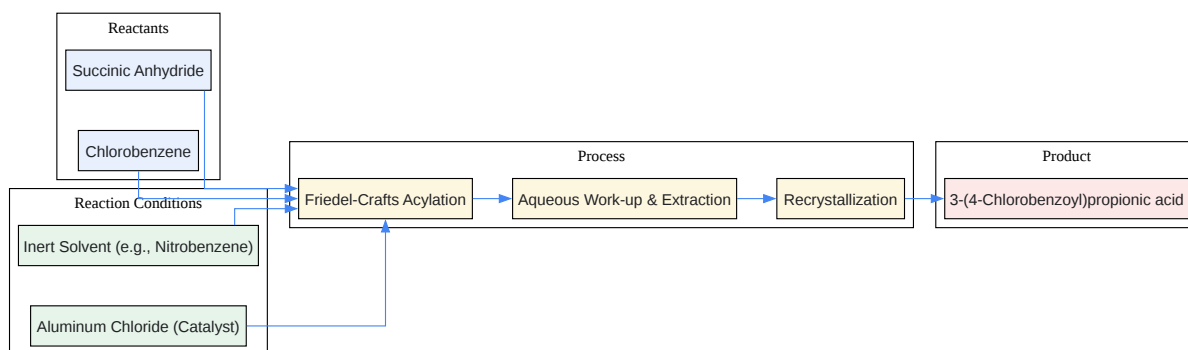 Reactants
Succinic Anhydride
Chlorobenzene
Reaction Conditions
Inert Solvent (e.g., Nitrobenzene)
Aluminum Chloride (Catalyst)
Process
Friedel-Crafts Acylation
Aqueous Work-up & Extraction
Recrystallization
Product
3-(4-Chlorobenzoyl)propionic acid